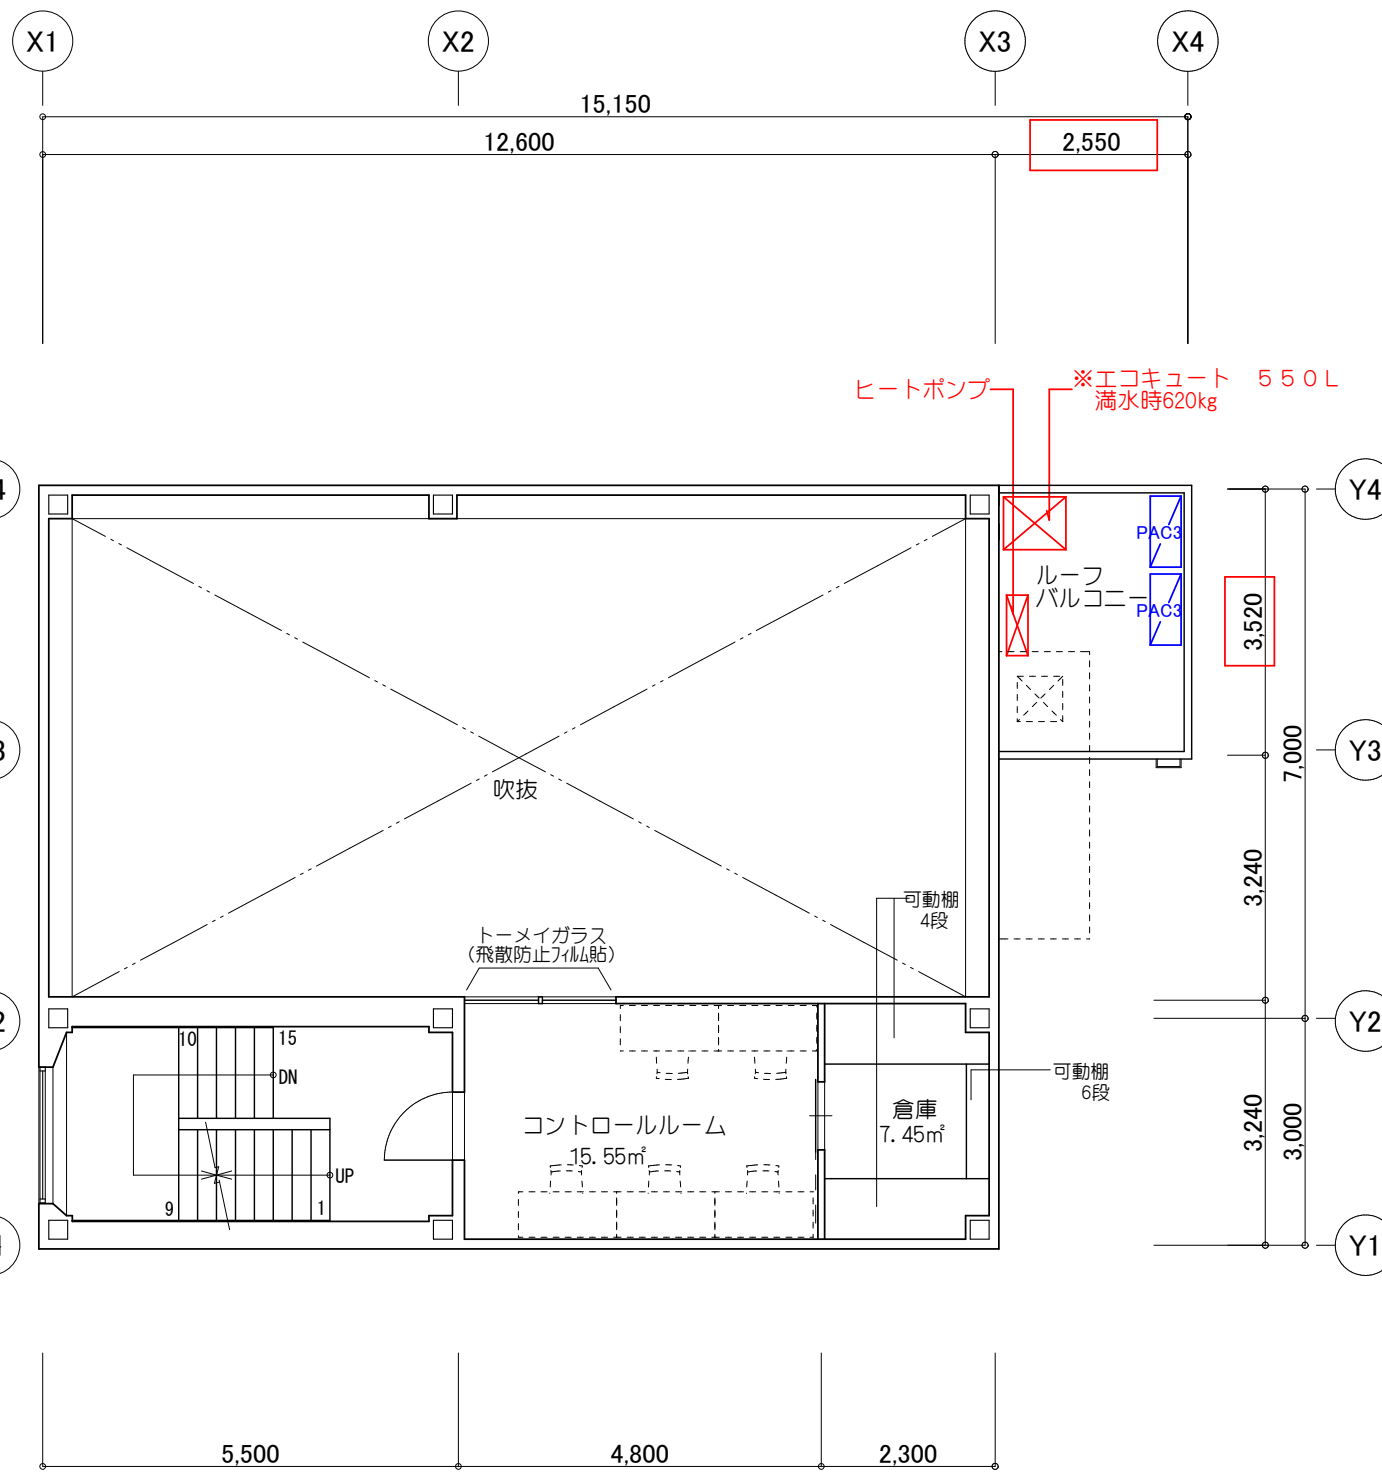 X1
X2
X3
X4
15,150
12,600
2,550
ヒートポンプ
※エコキュート ５５０Ｌ
満水時620kg
4
Y4
PAC3
ルーフ
バルコニー
PAC3
3,520
3
Y3
7,000
吹抜
3,240
可動棚
4段
トーメイガラス
(飛散防止フィルム貼)
2
Y2
10
15
DN
可動棚
6段
コントロールルーム
15.55㎡
倉庫
7.45㎡
3,240
3,000
UP
9
1
Y1
5,500
4,800
2,300